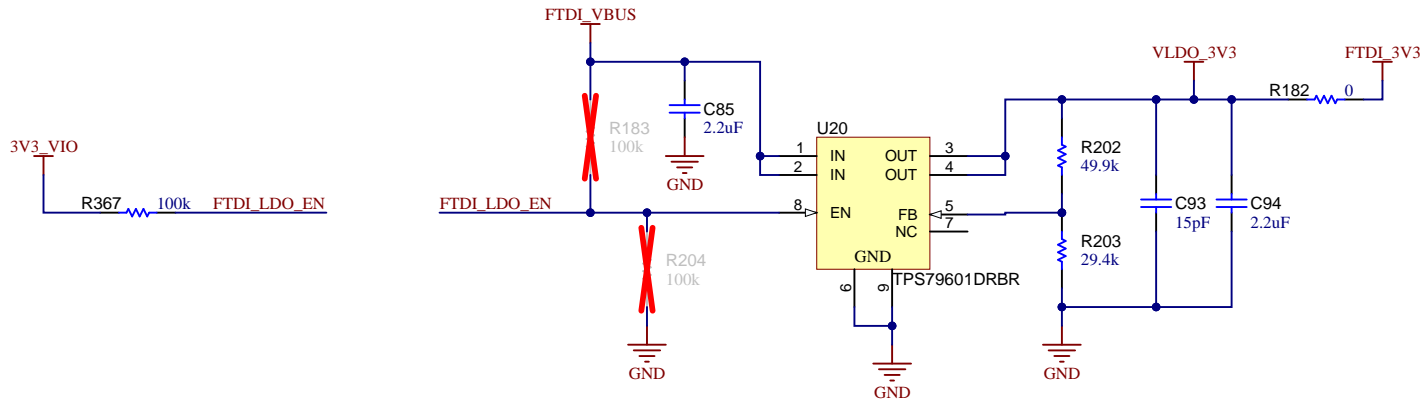 FTDI_VBUS
VLDO_3V3
FTDI_3V3
R182 0
C85
2.2uF
R183
100k
U20
3V3_VIO
GND
1 IN OUT 3
2 IN OUT 4
R202
49.9k
R367 100k FTDI_LDO_EN
FTDI_LDO_EN
8 EN FB 5
NC 7
C93
15pF
C94
2.2uF
R203
29.4k
R204
100k
GND
6 9
TPS79601DRBR
GND
GND
GND